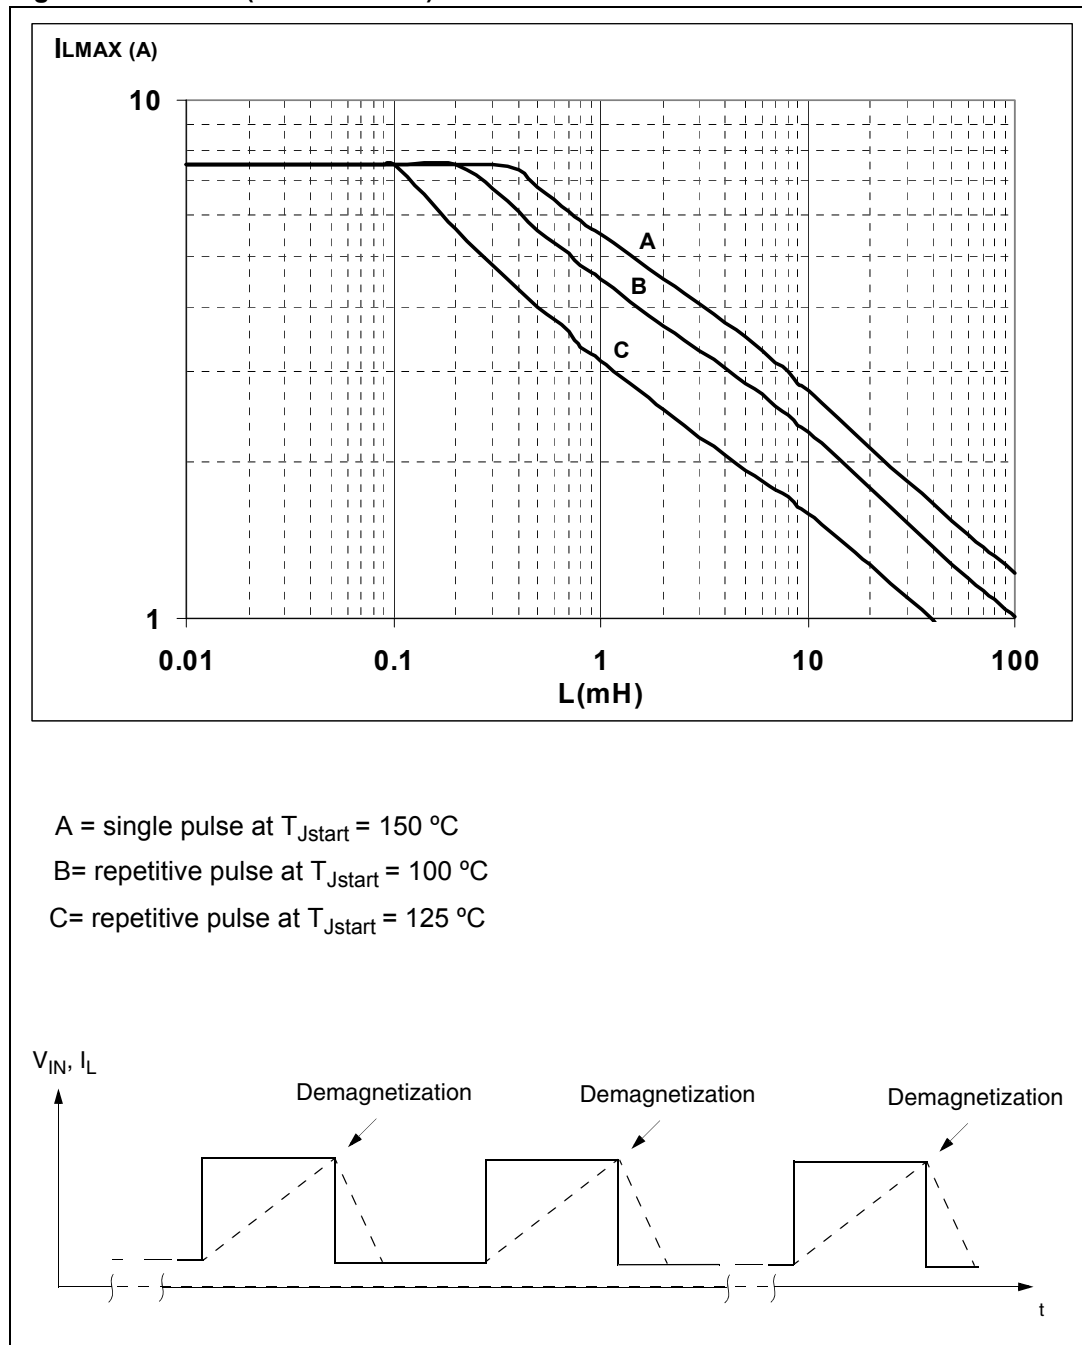 ILMAX (A)
10
A
B
C
1
0.01 0.1 1 10 100
L(mH)
A = single pulse at TJstart = 150 ºC
B= repetitive pulse at TJstart = 100 ºC
C= repetitive pulse at TJstart = 125 ºC
VIN, IL
Demagnetization Demagnetization Demagnetization
t